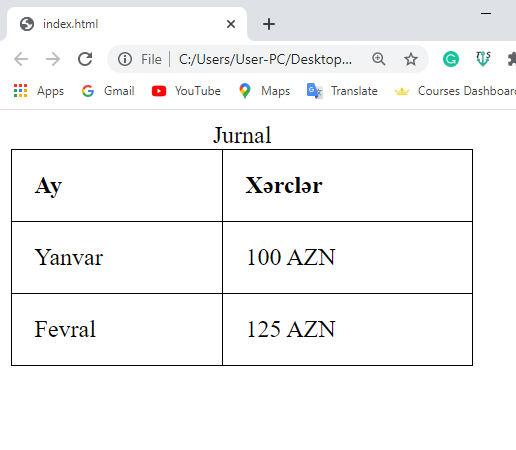 index.html
File | C:/Users/User-PC/Desktop...
Apps Gmail YouTube Maps Translate Courses Dashboar
Jurnal
Ay Xərclər
Yanvar 100 AZN
Fevral 125 AZN